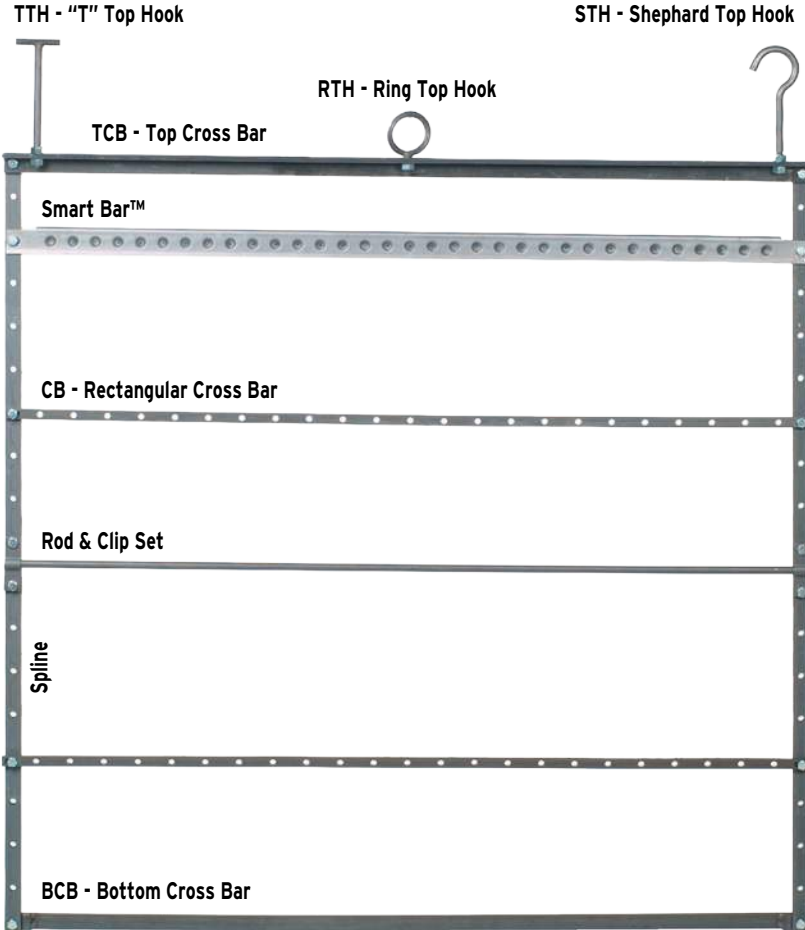 TTH - “T” Top Hook
STH - Shephard Top Hook
RTH - Ring Top Hook
TCB - Top Cross Bar
Smart Bar™
CB - Rectangular Cross Bar
Rod & Clip Set
Spline
BCB - Bottom Cross Bar